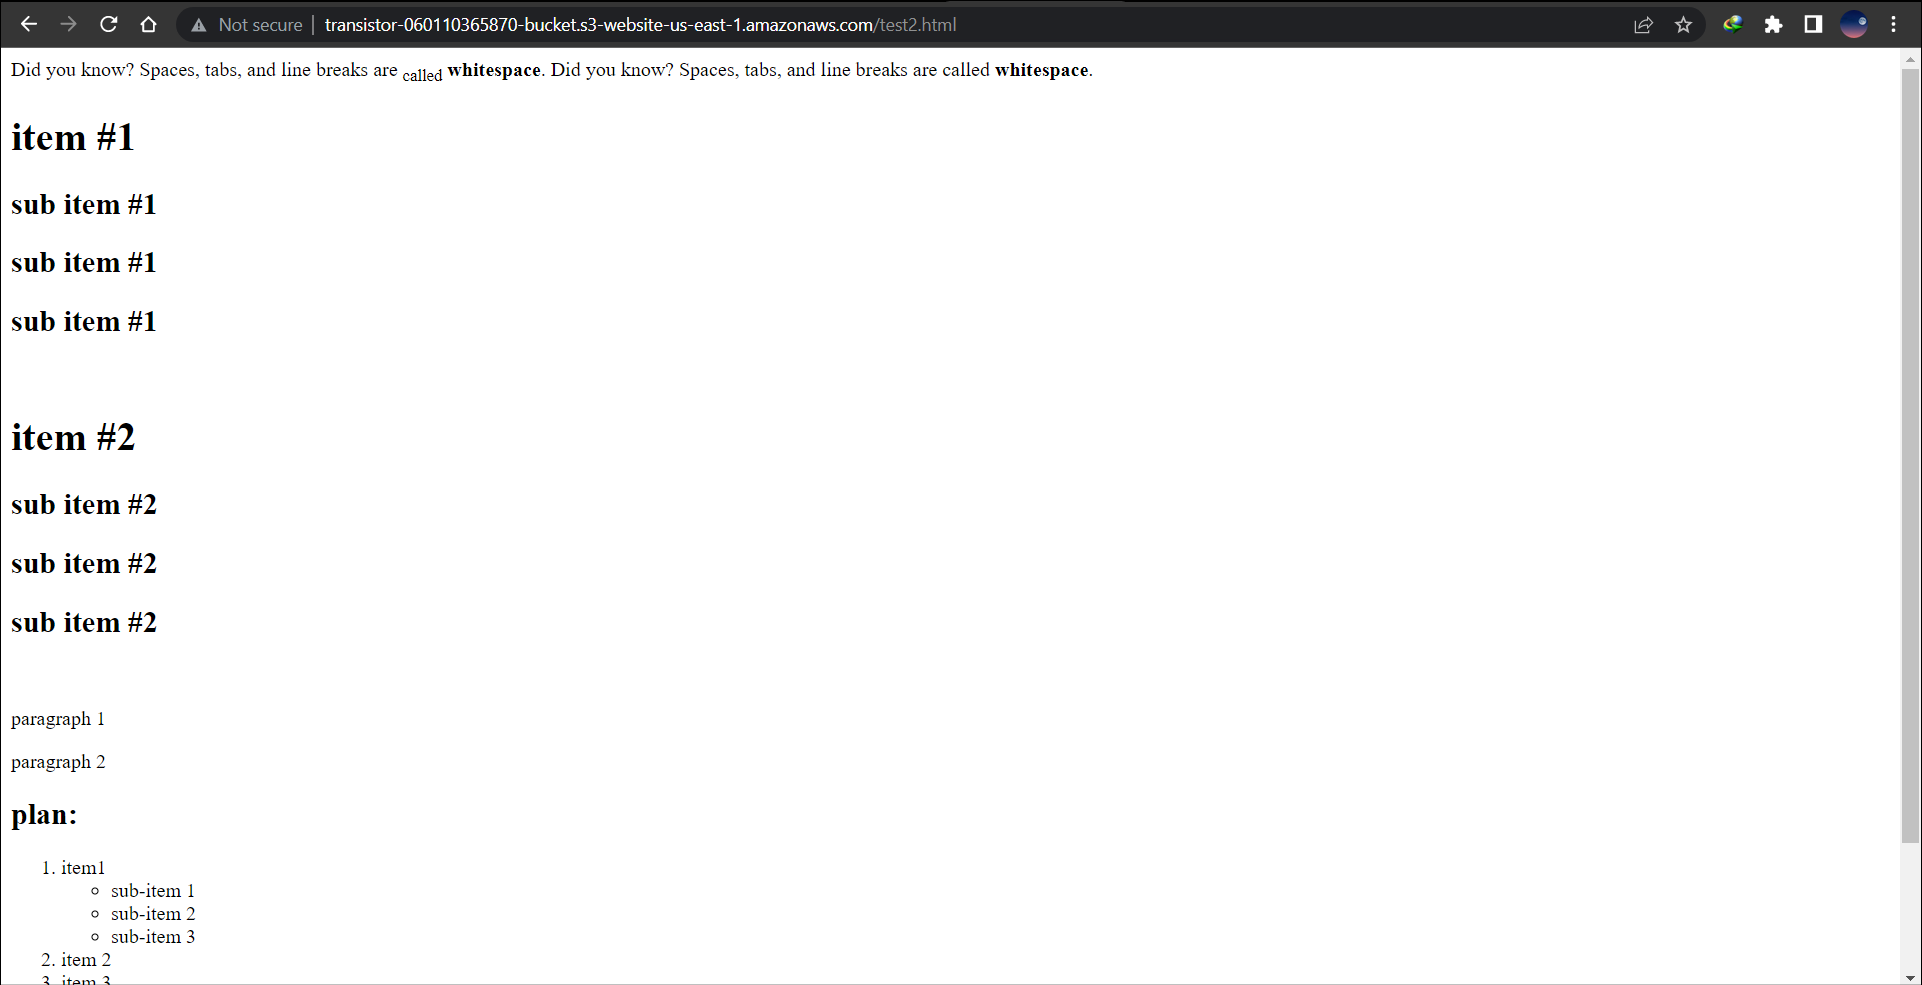 Not secure | transistor-060110365870-bucket.s3-website-us-east-1.amazonaws.com/test2.html
Did you know? Spaces, tabs, and line breaks are called whitespace. Did you know? Spaces, tabs, and line breaks are called whitespace.
item #1
sub item #1
sub item #1
sub item #1
item #2
sub item #2
sub item #2
sub item #2
paragraph 1
paragraph 2
plan:
1. item1
◦ sub-item 1
◦ sub-item 2
◦ sub-item 3
2. item 2
3. item 3